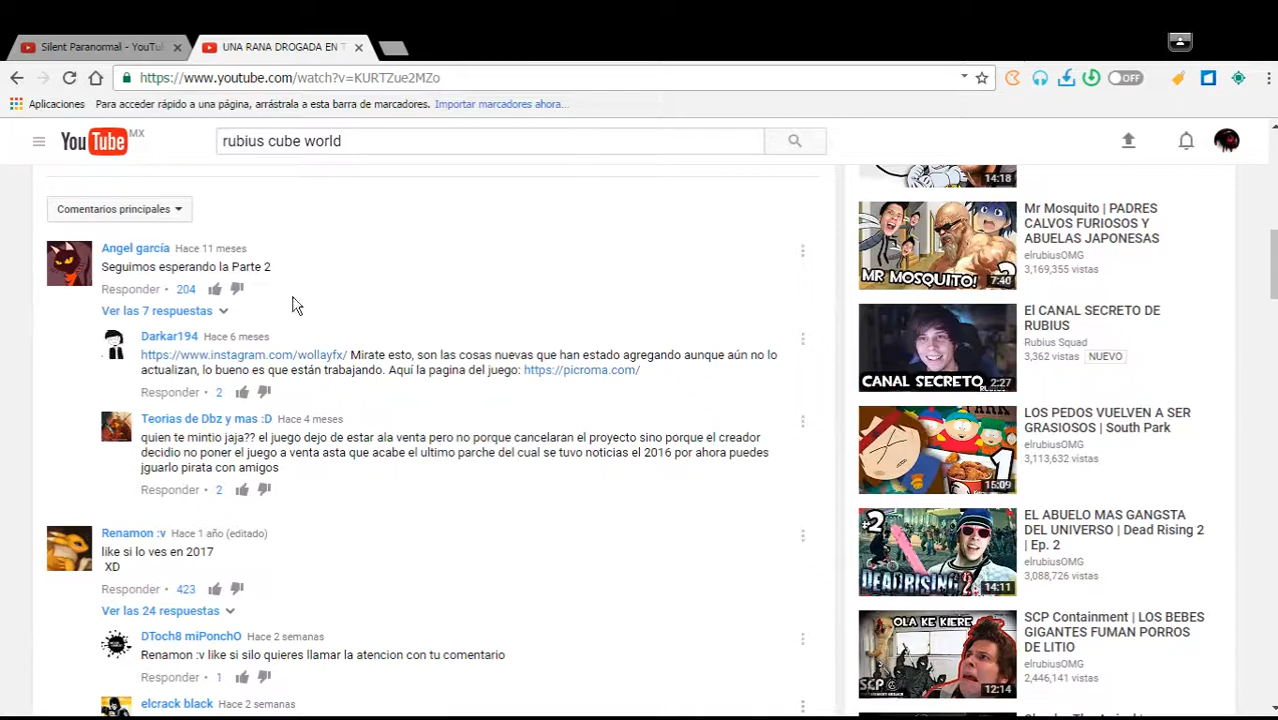 Silent Paranormal - YouTu
UNA RANA DROGADA EN T
https://www.youtube.com/watch?v=KURTZue2MZo
OFF
Aplicaciones
Para acceder rápido a una página, arrástrala a esta barra de marcadores.
Importar marcadores ahora...
YouTube MX
rubius cube world
Comentarios principales
Angel garcía Hace 11 meses
Seguimos esperando la Parte 2
Responder • 204
Ver las 7 respuestas
Darkar194 Hace 6 meses
https://www.instagram.com/wollayfx/ Mirate esto, son las cosas nuevas que han estado agregando aunque aún no lo
actualizan, lo bueno es que están trabajando. Aquí la pagina del juego: https://picroma.com/
Responder • 2
Teorias de Dbz y mas :D Hace 4 meses
quien te mintio jaja?? el juego dejo de estar ala venta pero no porque cancelaran el proyecto sino porque el creador
decidio no poner el juego a venta asta que acabe el ultimo parche del cual se tuvo noticias el 2016 por ahora puedes
jguarlo pirata con amigos
Responder • 2
Renamon :v Hace 1 año (editado)
like si lo ves en 2017
XD
Responder • 423
Ver las 24 respuestas
DToch8 miPonchO Hace 2 semanas
Renamon :v like si silo quieres llamar la atencion con tu comentario
Responder • 1
elcrack black Hace 2 semanas
14:18
MR MOSQUITO!
7:40
Mr Mosquito | PADRES
CALVOS FURIOSOS Y
ABUELAS JAPONESAS
elrubiusOMG
3,169,355 vistas
CANAL SECRETO
2:27
El CANAL SECRETO DE
RUBIUS
Rubius Squad
3,362 vistas NUEVO
1
15:09
LOS PEDOS VUELVEN A SER
GRASIOSOS | South Park
elrubiusOMG
3,113,632 vistas
#2
DEADRISING 2
14:11
EL ABUELO MAS GANGSTA
DEL UNIVERSO | Dead Rising 2
| Ep. 2
elrubiusOMG
3,088,726 vistas
OLA KE KIERE
SCP
12:14
SCP Containment | LOS BEBES
GIGANTES FUMAN PORROS
DE LITIO
elrubiusOMG
2,446,141 vistas